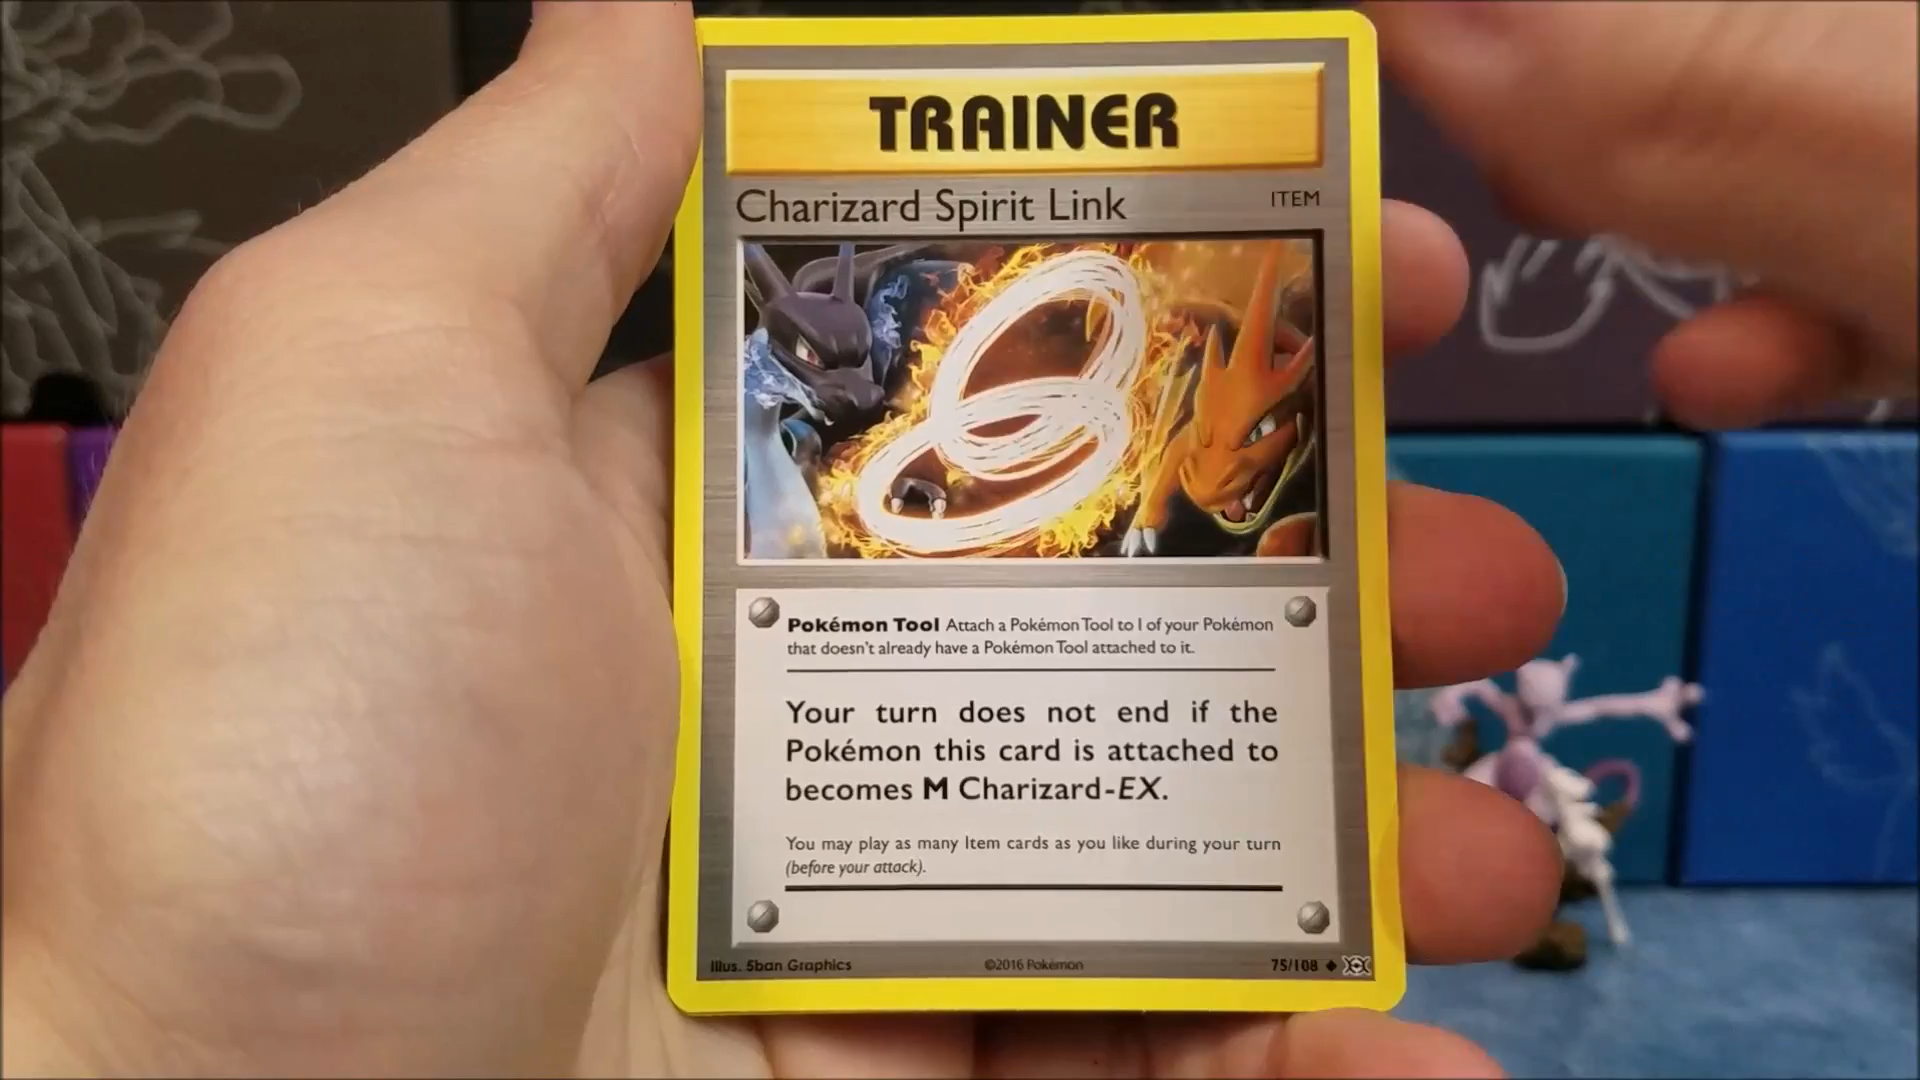 TRAINER
Charizard Spirit Link
ITEM
Pokémon Tool Attach a Pokémon Tool to 1 of your Pokémon
that doesn't already have a Pokémon Tool attached to it.
Your turn does not end if the
Pokémon this card is attached to
becomes M Charizard-EX.
You may play as many Item cards as you like during your turn
(before your attack).
Illus. 5ban Graphics
©2016 Pokémon
75/108